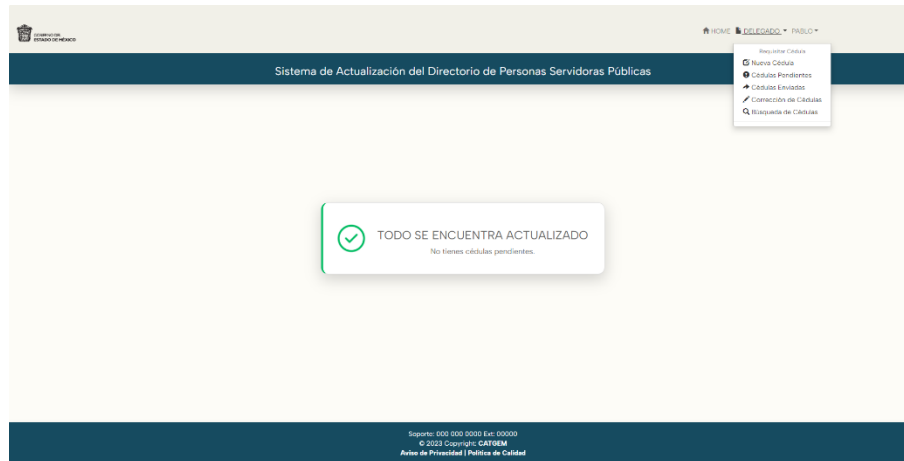 GOBIERNO DEL
ESTADO DE MÉXICO
HOME DELEGADO PABLO
Requisitar Cédula
Nueva Cédula
Cédulas Pendientes
Cédulas Enviadas
Corrección de Cédulas
Búsqueda de Cédulas
Sistema de Actualización del Directorio de Personas Servidoras Públicas
TODO SE ENCUENTRA ACTUALIZADO
No tienes cédulas pendientes.
Soporte: 000 000 0000 Ext: 00000
© 2023 Copyright: CATGEM
Aviso de Privacidad | Política de Calidad